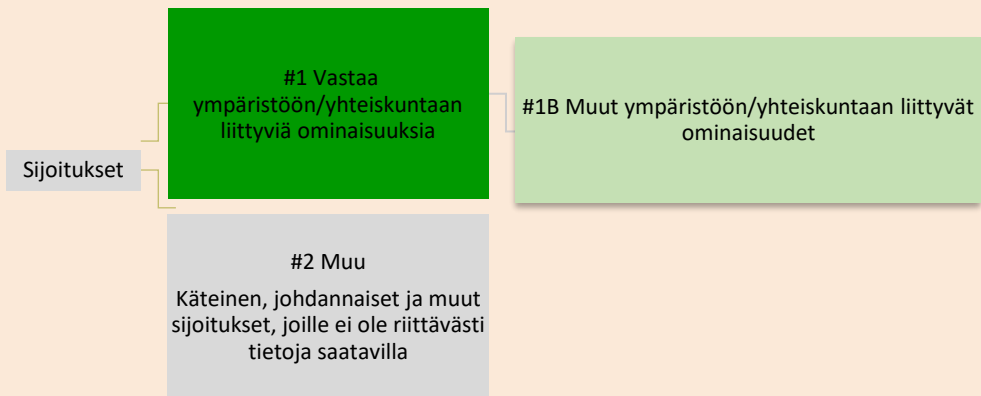 Sijoitukset
#1 Vastaa
ympäristöön/yhteiskuntaan
liittyviä ominaisuuksia
#1B Muut ympäristöön/yhteiskuntaan liittyvät
ominaisuudet
#2 Muu
Käteinen, johdannaiset ja muut
sijoitukset, joille ei ole riittävästi
tietoja saatavilla